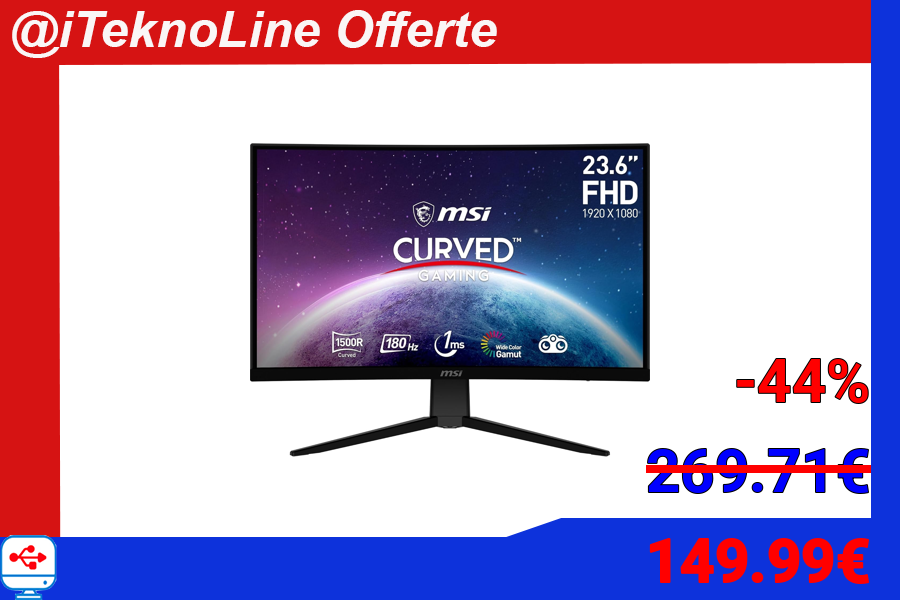 @iTeknoLine Offerte
23.6”
FHD
1920 X 1080
msi
CURVED™
GAMING
1500R
Curved
180Hz
1ms
Wide Color
Gamut
msi
-44%
269.71€
149.99€